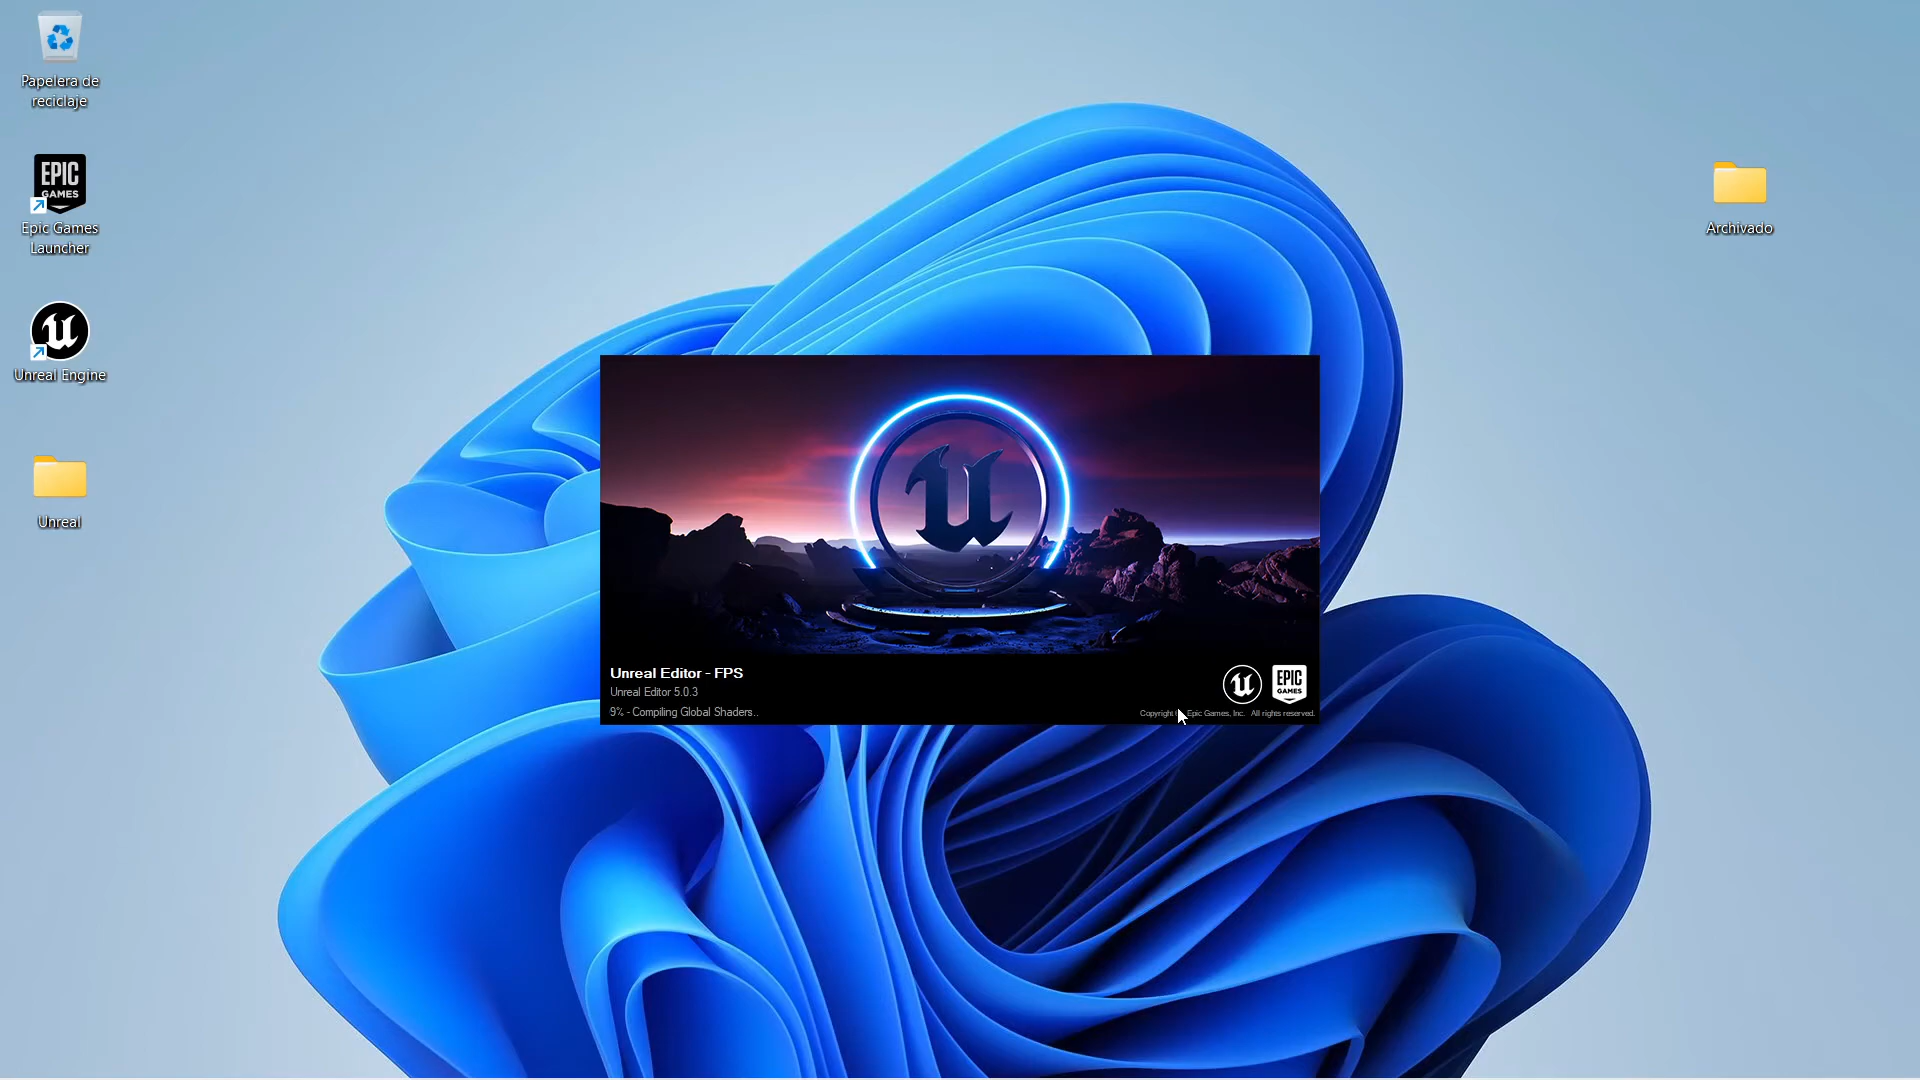 Papelera de
reciclaje
EPIC
GAMES
Epic Games
Launcher
Unreal Engine
Unreal
Archivado
Unreal Editor - FPS
Unreal Editor 5.0.3
9% - Compiling Global Shaders..
EPIC
GAMES
Copyright Epic Games, Inc. All rights reserved.